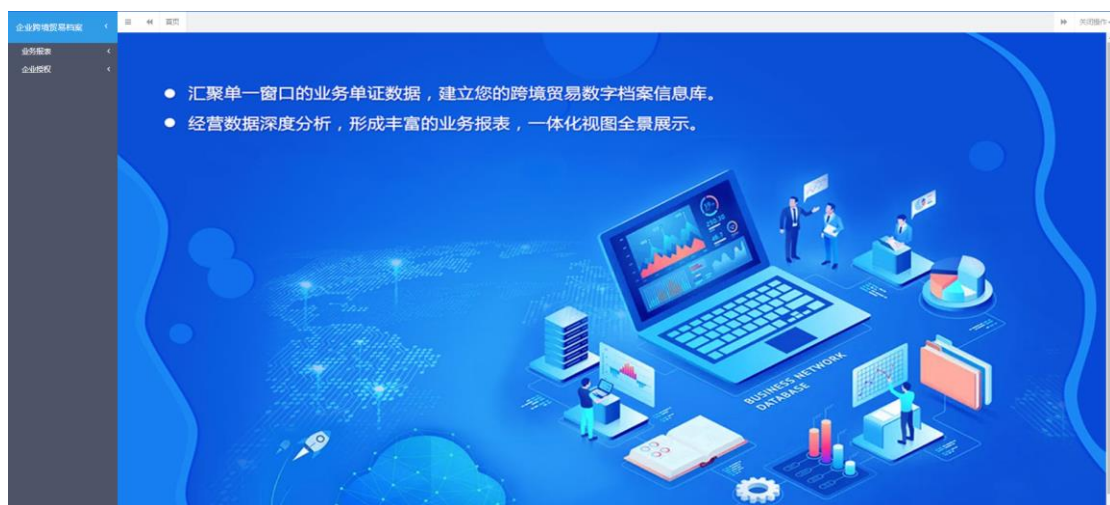 企业跨境贸易档案
首页
关闭操作
业务报表
企业授权
汇聚单一窗口的业务单证数据，建立您的跨境贸易数字档案信息库。
经营数据深度分析，形成丰富的业务报表，一体化视图全景展示。
BUSINESS NETWORK
DATABASE